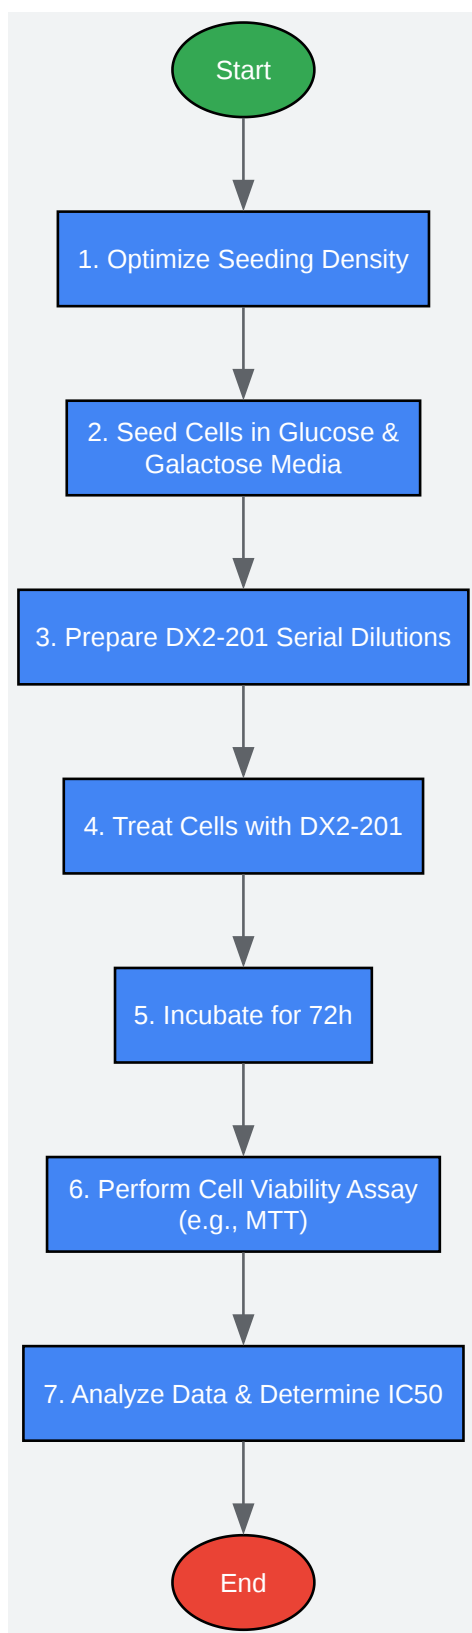 Start
1. Optimize Seeding Density
2. Seed Cells in Glucose &
Galactose Media
3. Prepare DX2-201 Serial Dilutions
4. Treat Cells with DX2-201
5. Incubate for 72h
6. Perform Cell Viability Assay
(e.g., MTT)
7. Analyze Data & Determine IC50
End